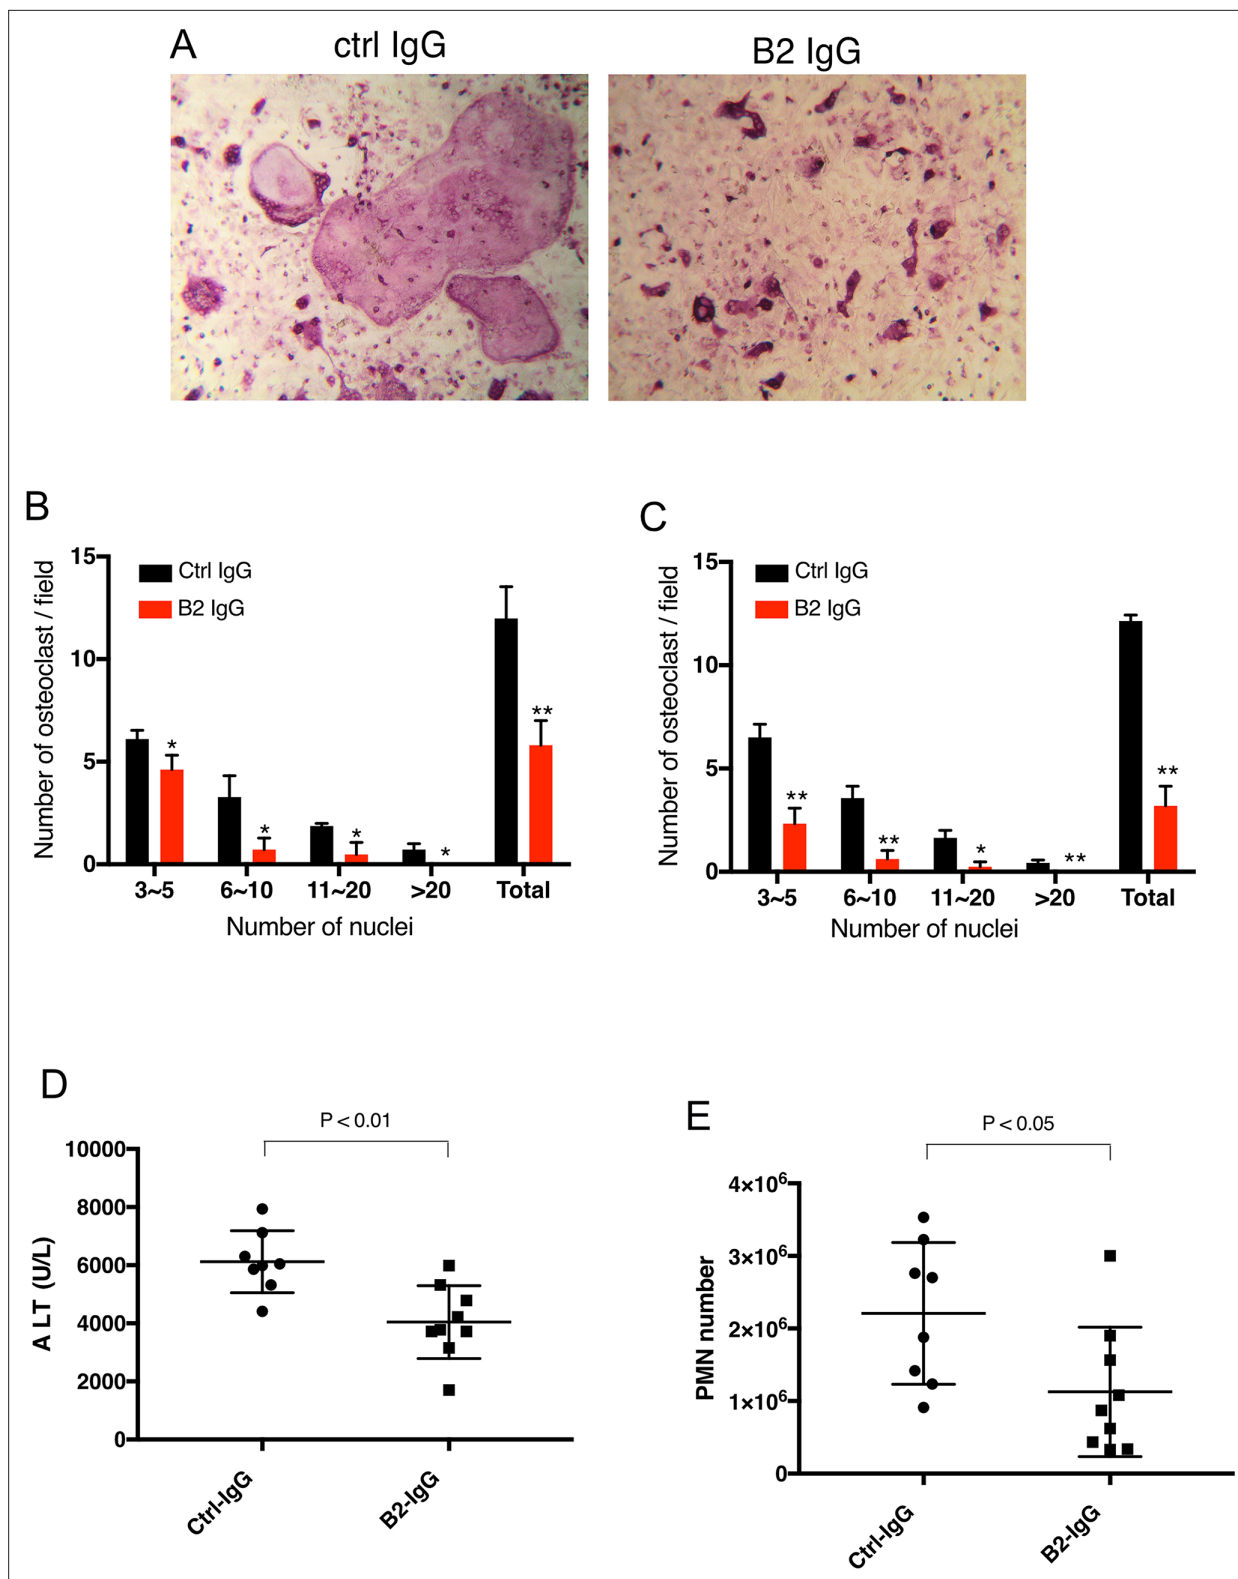 A
ctrl IgG
B2 IgG
B
Number of osteoclast / field
15
10
5
0
Ctrl IgG
B2 IgG
*
*
*
*
**
3~5
6~10
11~20
>20
Total
Number of nuclei
C
Number of osteoclast / field
15
10
5
0
Ctrl IgG
B2 IgG
**
**
*
**
**
3~5
6~10
11~20
>20
Total
Number of nuclei
D
P < 0.01
ALT (U/L)
10000
8000
6000
4000
2000
0
Ctrl-IgG
B2-IgG
E
P < 0.05
PMN number
4×10⁶
3×10⁶
2×10⁶
1×10⁶
0
Ctrl-IgG
B2-IgG